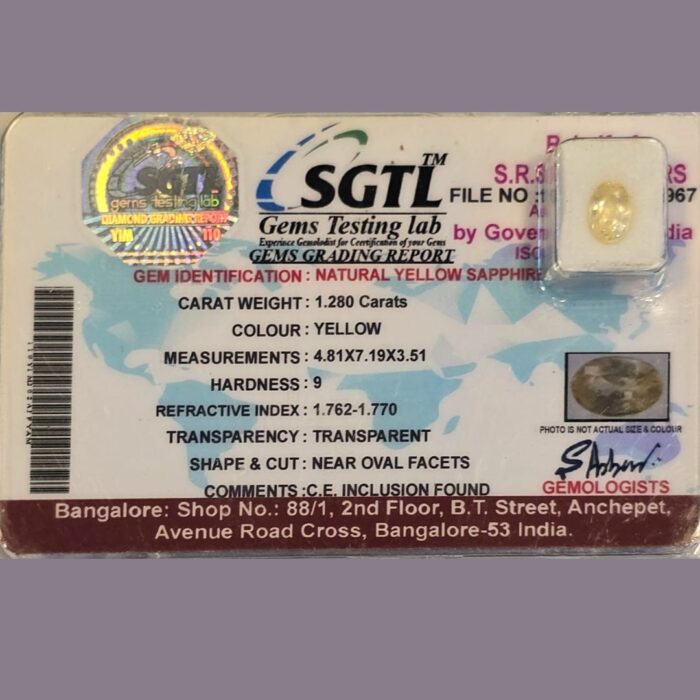 SGTL
gems Testing lab
DIAMOND GRADING REPORT
SGTL TM
Gems Testing lab
Experince Gemologist for Certification of your Gems
GEMS GRADING REPORT
S.R.
RS
FILE NO :
967
by Gover
dia
GEM IDENTIFICATION : NATURAL YELLOW SAPPHIRE
CARAT WEIGHT : 1.280 Carats
COLOUR : YELLOW
MEASUREMENTS : 4.81X7.19X3.51
HARDNESS : 9
REFRACTIVE INDEX : 1.762-1.770
TRANSPARENCY : TRANSPARENT
SHAPE & CUT : NEAR OVAL FACETS
COMMENTS :C.E. INCLUSION FOUND
PHOTO IS NOT ACTUAL SIZE & COLOUR
GEMOLOGISTS
Bangalore: Shop No.: 88/1, 2nd Floor, B.T. Street, Anchepet,
Avenue Road Cross, Bangalore-53 India.